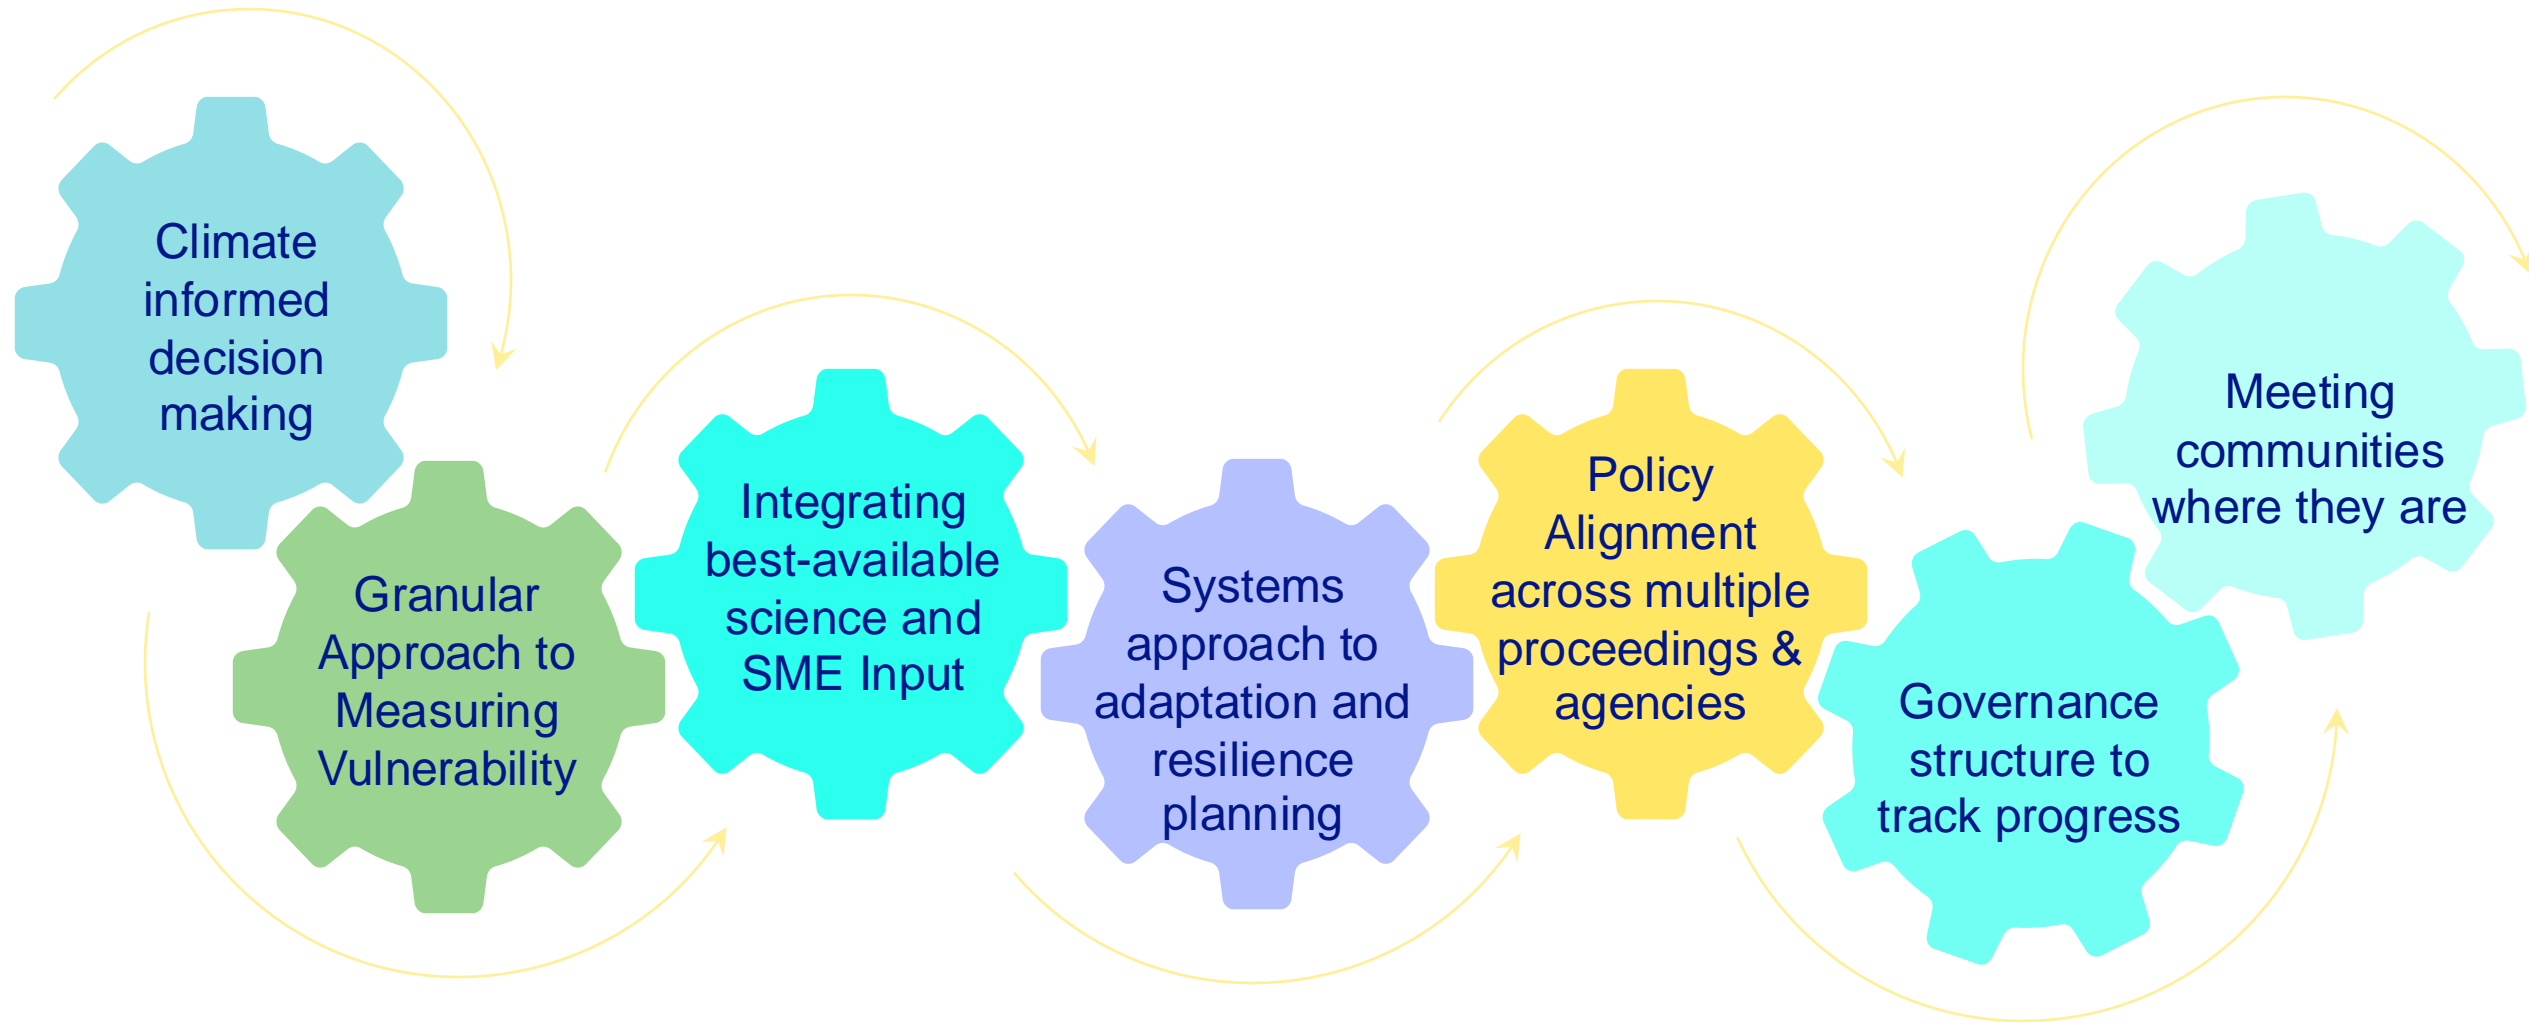 Climate
informed
decision
making
Granular
Approach to
Measuring
Vulnerability
Integrating
best-available
science and
SME Input
Systems
approach to
adaptation and
resilience
planning
Policy
Alignment
across multiple
proceedings &
agencies
Governance
structure to
track progress
Meeting
communities
where they are